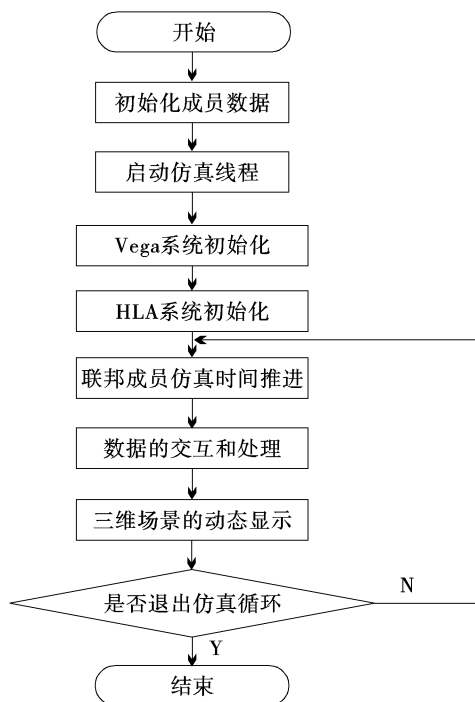 开始
初始化成员数据
启动仿真线程
Vega系统初始化
HLA系统初始化
联邦成员仿真时间推进
数据的交互和处理
三维场景的动态显示
是否退出仿真循环
N
Y
结束